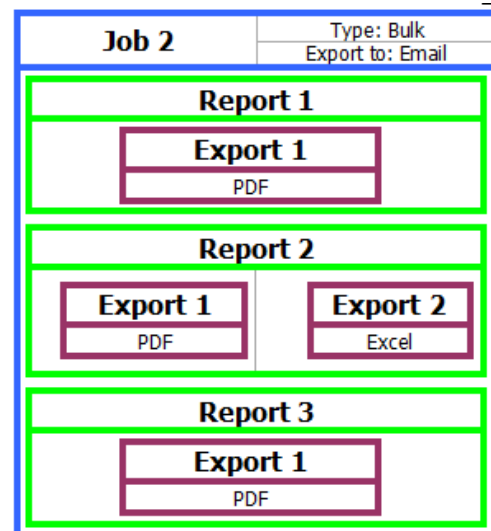 Job 2
Type: Bulk
Export to: Email
Report 1
Export 1
PDF
Report 2
Export 1
PDF
Export 2
Excel
Report 3
Export 1
PDF